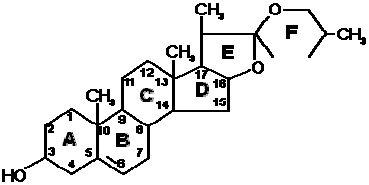 CH₃ O
F
CH₃
CH₃ E
12
11 13 17 O
C D 16
CH₃ 14 15
1 9
2 10 8
A B
3 5 7
HO 4 6